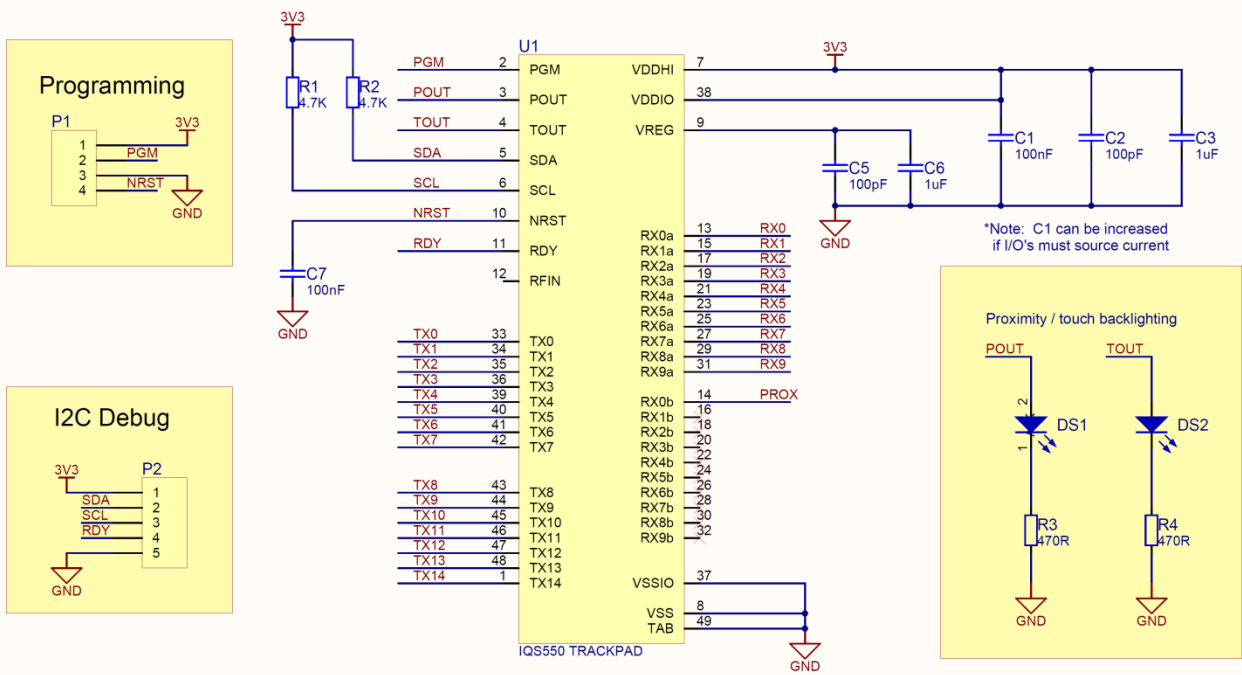 Programming
P1
3V3
1
2 PGM
3
4 NRST
GND
I2C Debug
P2
3V3
1
SDA 2
SCL 3
RDY 4
5
GND
3V3
R1
4.7K
R2
4.7K
U1
PGM 2 PGM
POUT 3 POUT
TOUT 4 TOUT
SDA 5 SDA
SCL 6 SCL
NRST 10 NRST
RDY 11 RDY
12 RFIN
C7
100nF
GND
TX0 33 TX0
TX1 34 TX1
TX2 35 TX2
TX3 36 TX3
TX4 39 TX4
TX5 40 TX5
TX6 41 TX6
TX7 42 TX7
TX8 43 TX8
TX9 44 TX9
TX10 45 TX10
TX11 46 TX11
TX12 47 TX12
TX13 48 TX13
TX14 1 TX14
VDDHI 7
VDDIO 38
VREG 9
RX0a 13 RX0
RX1a 15 RX1
RX2a 17 RX2
RX3a 19 RX3
RX4a 21 RX4
RX5a 23 RX5
RX6a 25 RX6
RX7a 27 RX7
RX8a 29 RX8
RX9a 31 RX9
RX0b 14 PROX
RX1b 16
RX2b 18
RX3b 20
RX4b 22
RX5b 24
RX6b 26
RX7b 28
RX8b 30
RX9b 32
VSSIO 37
VSS 8
TAB 49
GND
IQS550 TRACKPAD
3V3
C1
100nF
C2
100pF
C3
1uF
C5
100pF
C6
1uF
GND
*Note: C1 can be increased
if I/O's must source current
Proximity / touch backlighting
POUT TOUT
2
DS1 DS2
1
R3 R4
470R 470R
GND GND